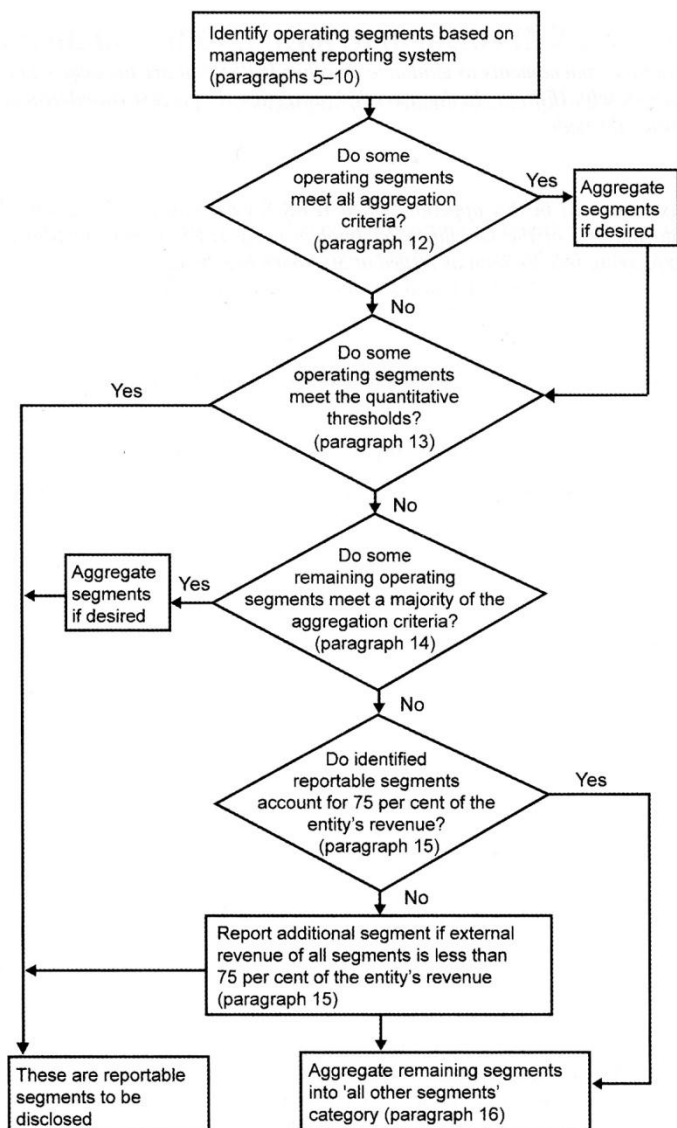 Identify operating segments based on
management reporting system
(paragraphs 5–10)
Do some
operating segments
meet all aggregation
criteria?
(paragraph 12)
Yes
Aggregate
segments
if desired
No
Do some
operating segments
meet the quantitative
thresholds?
(paragraph 13)
Yes
No
Do some
remaining operating
segments meet a majority of the
aggregation criteria?
(paragraph 14)
Yes
Aggregate
segments
if desired
No
Do identified
reportable segments
account for 75 per cent of the
entity's revenue?
(paragraph 15)
Yes
No
Report additional segment if external
revenue of all segments is less than
75 per cent of the entity's revenue
(paragraph 15)
These are reportable
segments to be
disclosed
Aggregate remaining segments
into 'all other segments'
category (paragraph 16)